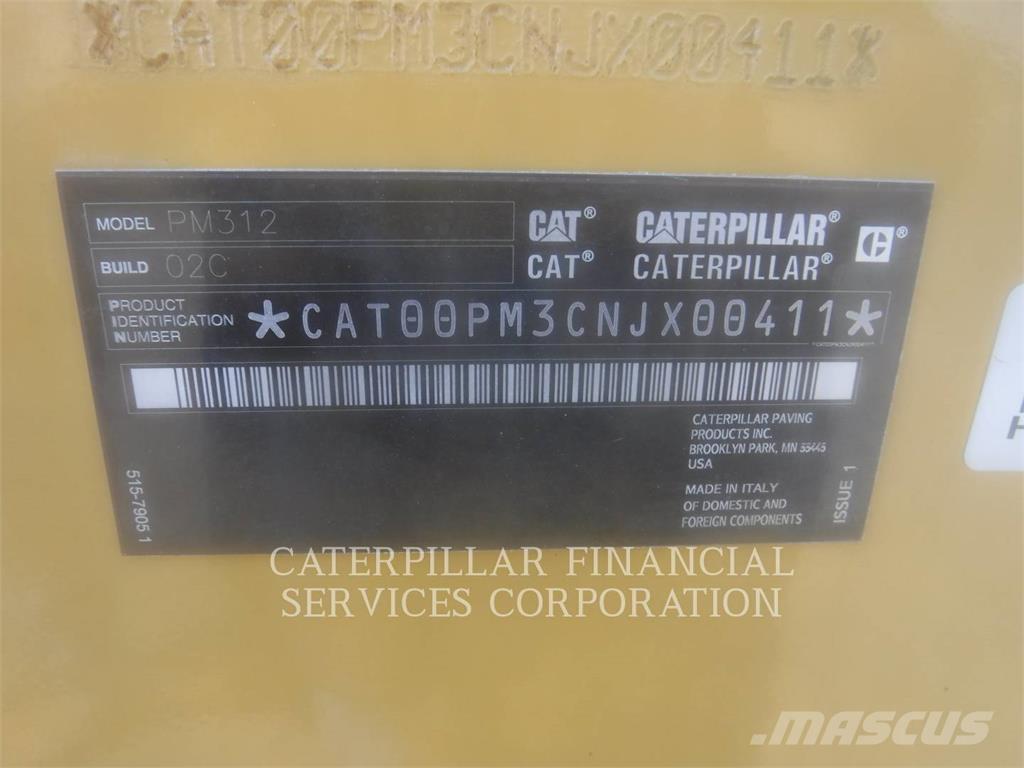 *CAT00PM3CNJX00411*
MODEL PM312
BUILD 02C
CAT® CATERPILLAR® C®
CAT® CATERPILLAR®
PRODUCT
IDENTIFICATION
NUMBER
*CAT00PM3CNJX00411*
CATERPILLAR PAVING
PRODUCTS INC.
BROOKLYN PARK, MN 55445
USA
MADE IN ITALY
OF DOMESTIC AND
FOREIGN COMPONENTS
515-7905 1
ISSUE 1
H
CATERPILLAR FINANCIAL
SERVICES CORPORATION
MASCUS